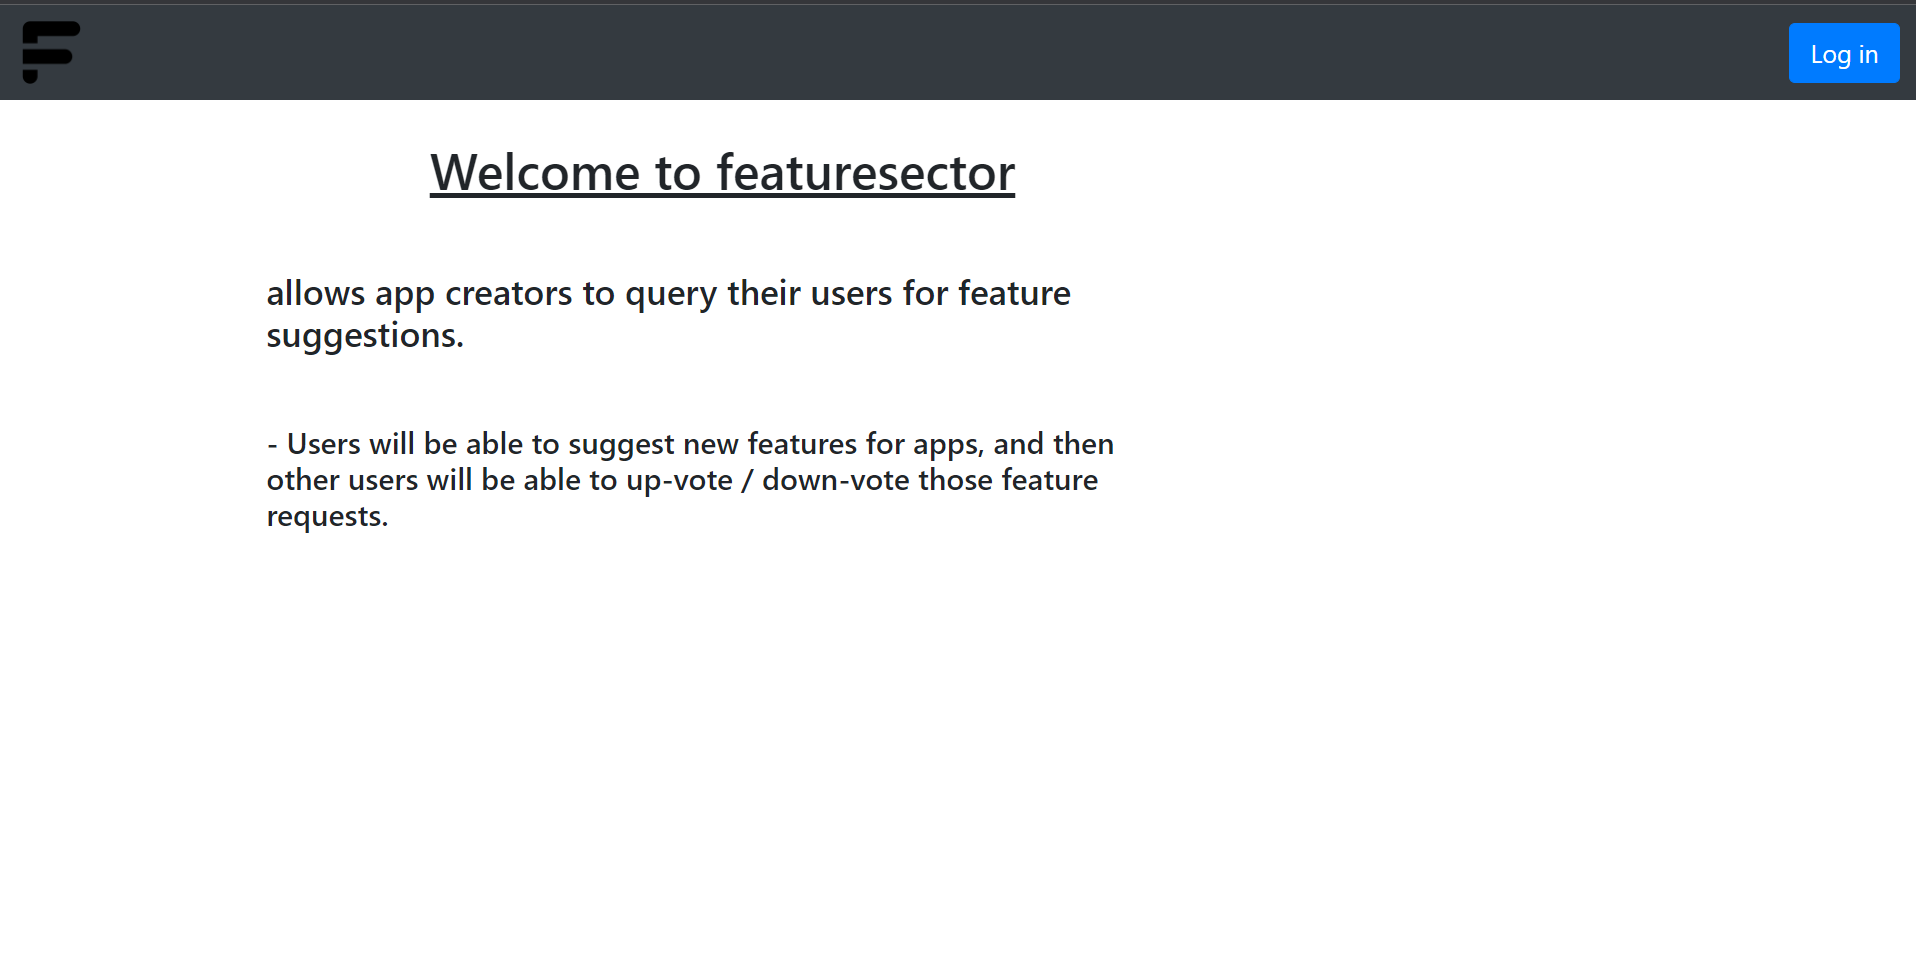 Log in
Welcome to featuresector
allows app creators to query their users for feature
suggestions.
- Users will be able to suggest new features for apps, and then
other users will be able to up-vote / down-vote those feature
requests.